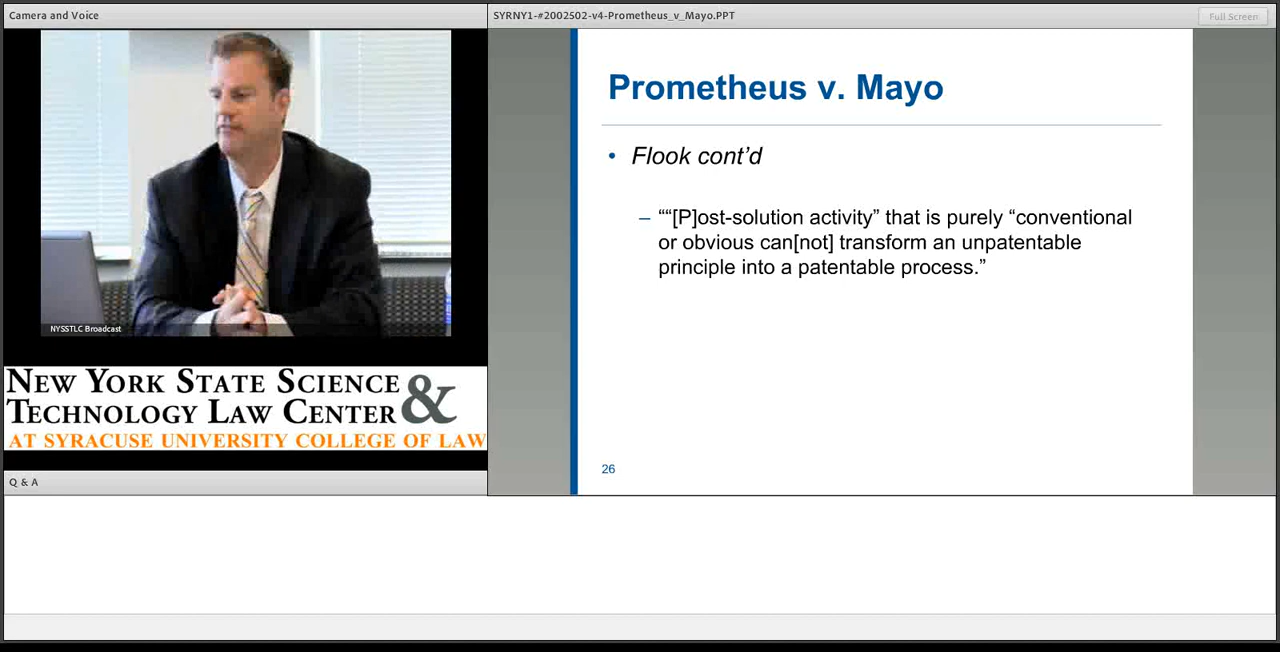 Camera and Voice
SYRNY1-#2002502-v4-Prometheus_v_Mayo.PPT
Full Screen
NYSSTLC Broadcast
NEW YORK STATE SCIENCE
TECHNOLOGY LAW CENTER &
AT SYRACUSE UNIVERSITY COLLEGE OF LAW
Prometheus v. Mayo
• Flook cont’d
– ““[P]ost-solution activity” that is purely “conventional
or obvious can[not] transform an unpatentable
principle into a patentable process.”
26
Q & A